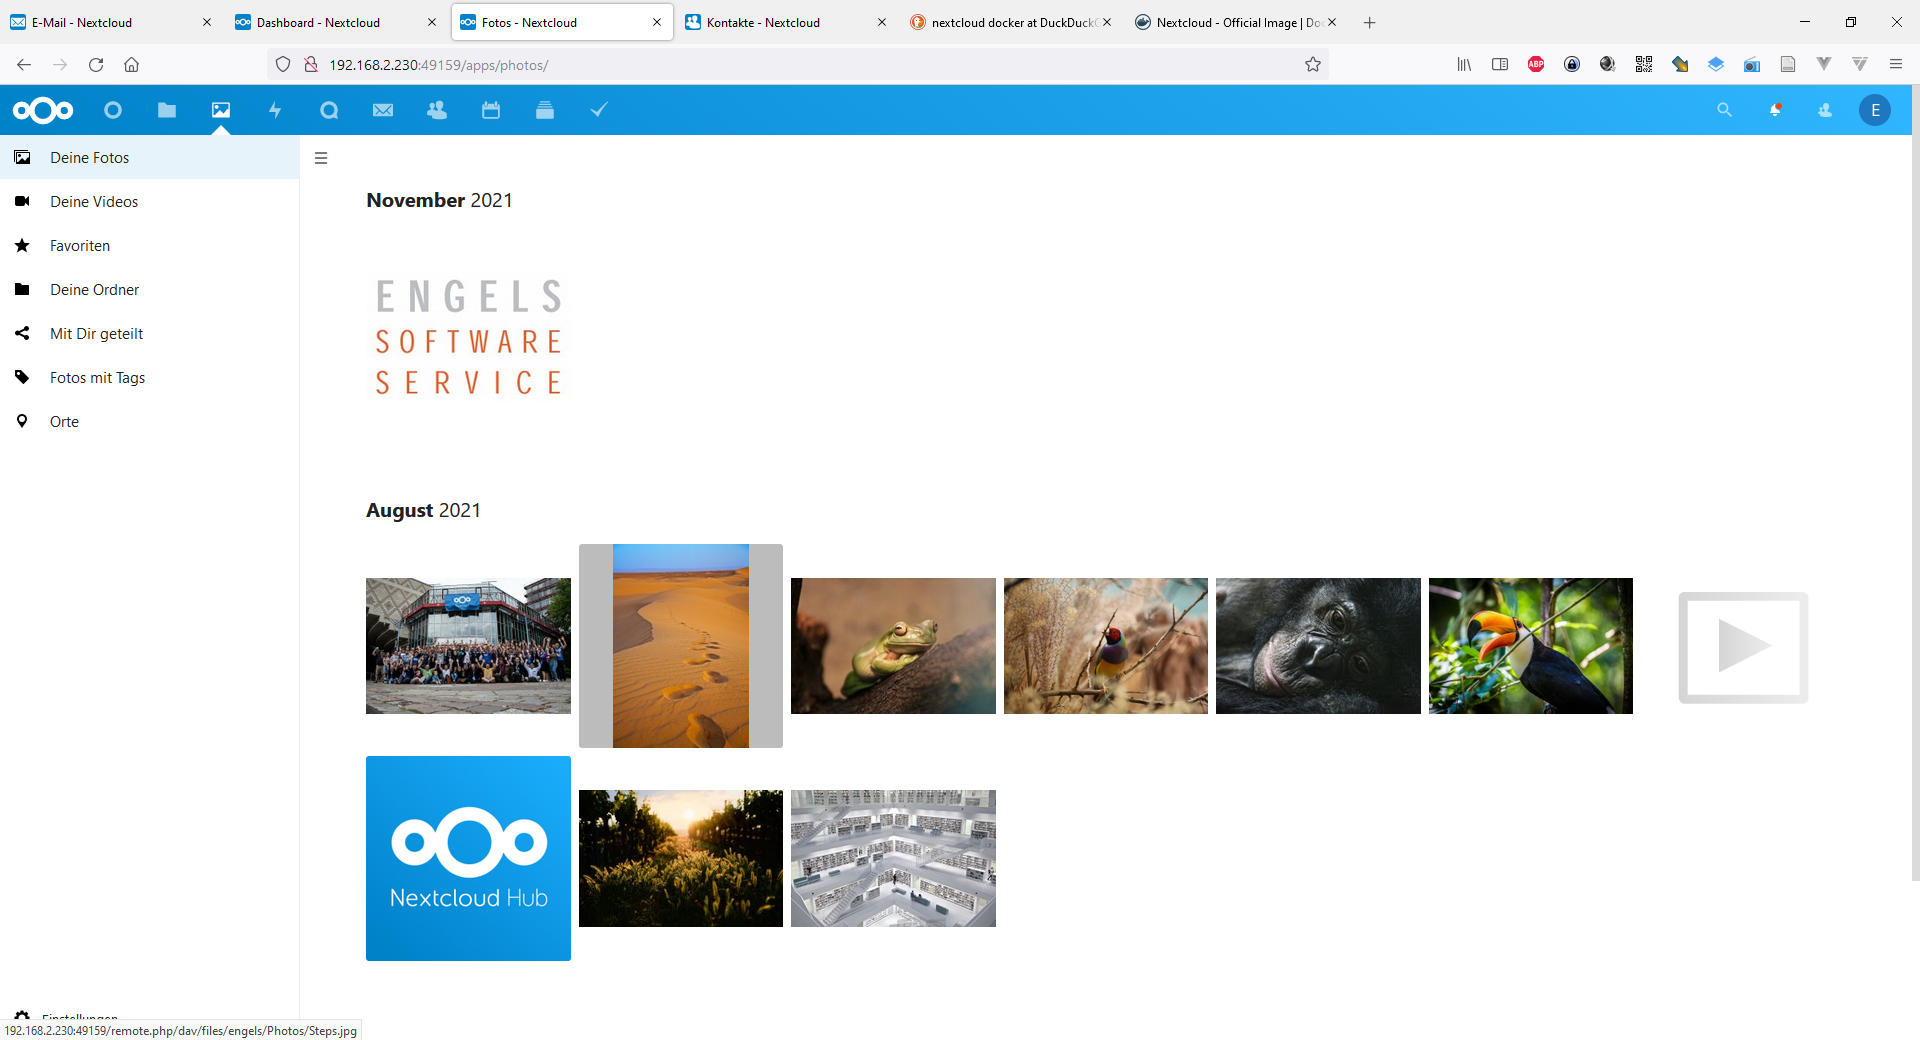 E-Mail - Nextcloud
Dashboard - Nextcloud
Fotos - Nextcloud
Kontakte - Nextcloud
nextcloud docker at DuckDuckG
Nextcloud - Official Image | Do
192.168.2.230:49159/apps/photos/
ABP
E
Deine Fotos
Deine Videos
Favoriten
Deine Ordner
Mit Dir geteilt
Fotos mit Tags
Orte
November 2021
ENGELS
SOFTWARE
SERVICE
August 2021
Nextcloud Hub
Einstellungen
192.168.2.230:49159/remote.php/dav/files/engels/Photos/Steps.jpg